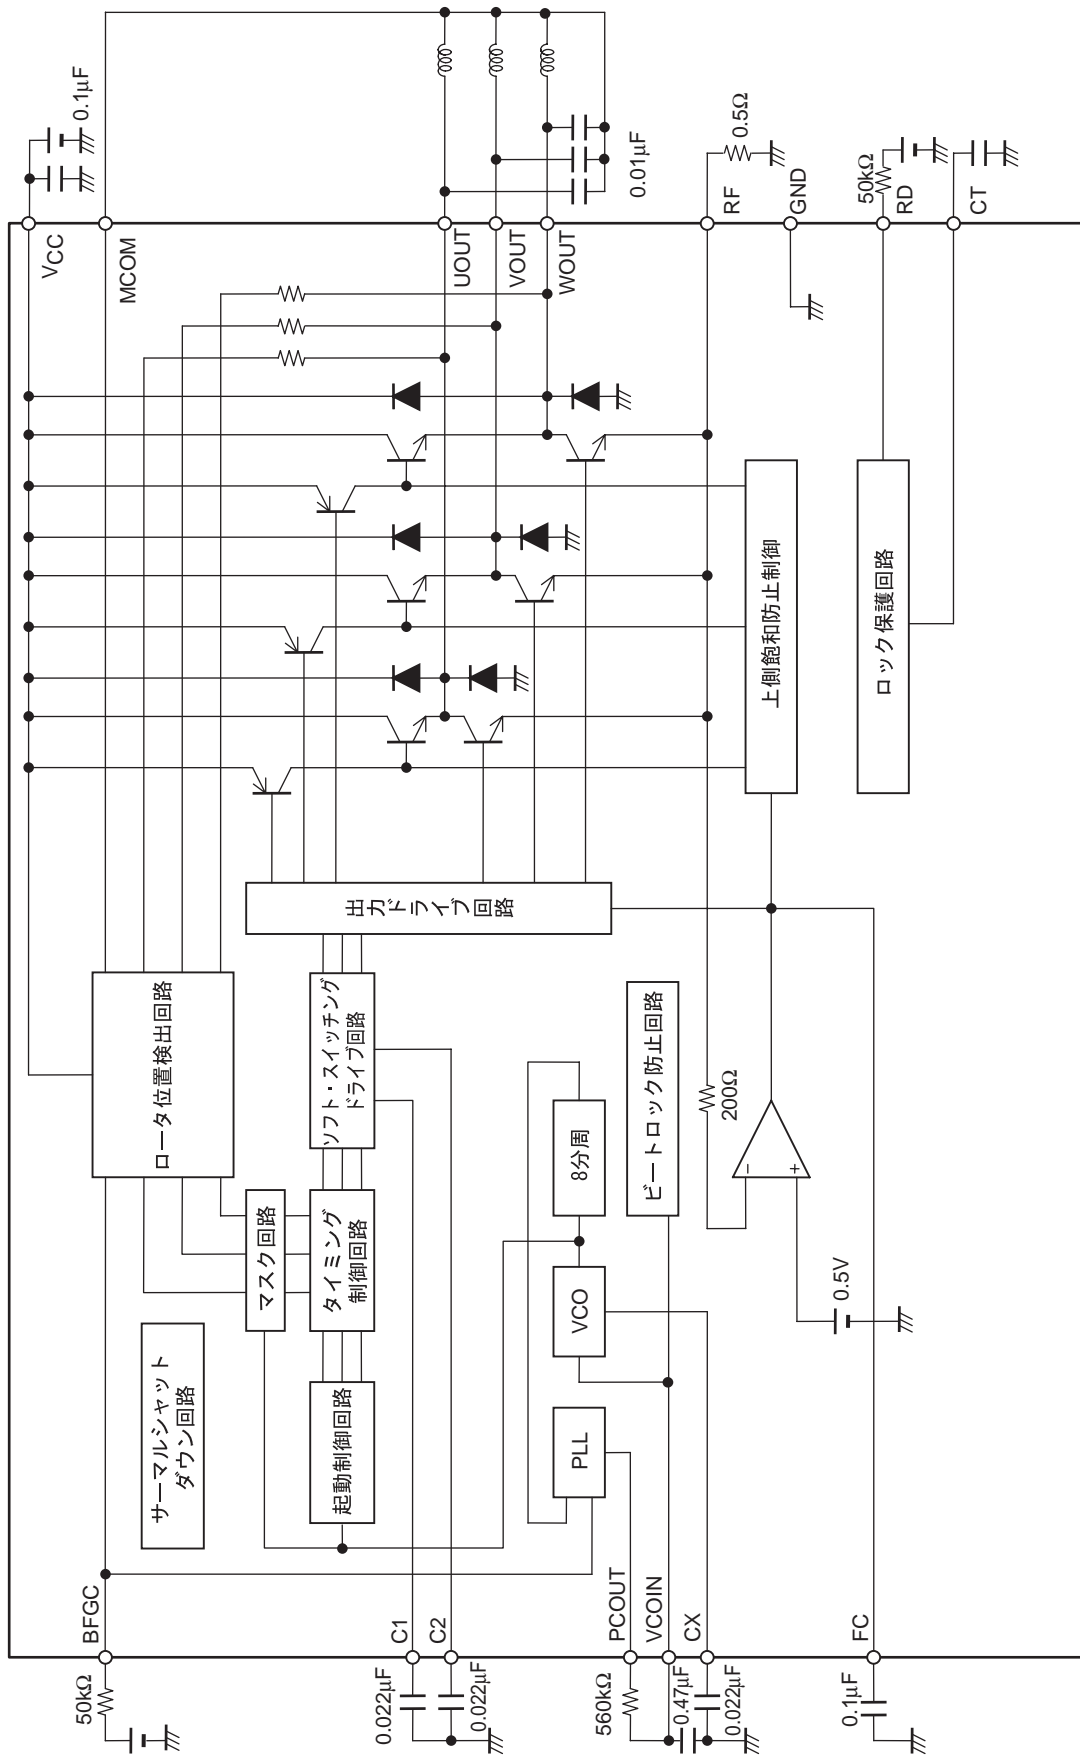 0.1μF
VCC
MCOM
UOUT
VOUT
WOUT
0.01μF
RF
0.5Ω
GND
50kΩ
RD
CT
上側飽和防止制御
ロック保護回路
出力ドライブ回路
ロータ位置検出回路
ソフト・スイッチング
ドライブ回路
ビートロック防止回路
200Ω
8分周
マスク回路
タイミング
制御回路
VCO
−
+
0.5V
サーマルシャット
ダウン回路
起動制御回路
PLL
BFGC
C1
C2
PCOUT
VCOIN
CX
FC
50kΩ
0.022μF
0.022μF
560kΩ
0.47μF
0.022μF
0.1μF